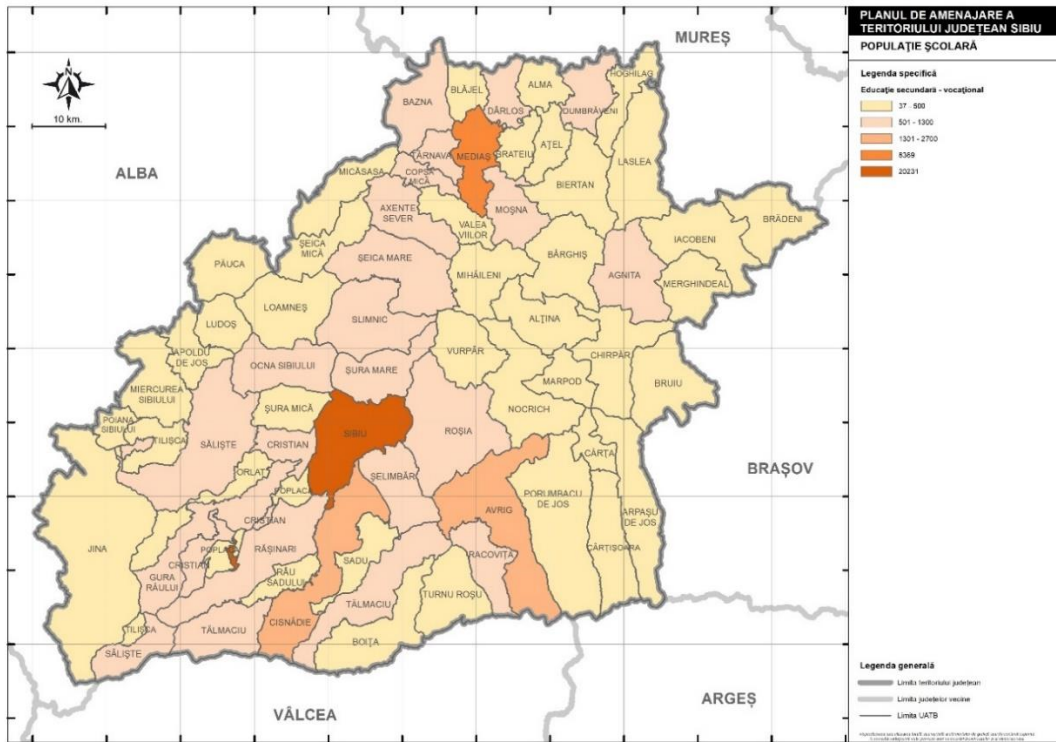 PLANUL DE AMENAJARE A
TERITORIULUI JUDEȚEAN SIBIU
POPULAȚIE ȘCOLARĂ
Legenda specifică
Educație secundară - vocațional
37 - 500
501 - 1300
1301 - 2700
8369
20231
N
10 km.
MUREȘ
ALBA
BRAȘOV
ARGEȘ
VÂLCEA
HOGHILAG
BLĂJEL
ALMA
BAZNA
DÂRLOS
DUMBRĂVENI
TÂRNAVA
MEDIAȘ
BRATEIU
AȚEL
LASLEA
MICĂSASA
COPȘA
MICĂ
BIERTAN
AXENTE
SEVER
MOȘNA
BRĂDENI
VALEA
VIILOR
IACOBENI
ȘEICA
MICĂ
BÂRGHIȘ
PĂUCA
ȘEICA MARE
MIHĂILENI
AGNITA
MERGHINDEAL
LOAMNEȘ
SLIMNIC
ALȚINA
LUDOȘ
VURPĂR
APOLDU
DE JOS
CHIRPĂR
OCNA SIBIULUI
ȘURA MARE
MARPOD
BRUIU
MIERCUREA
SIBIULUI
ȘURA MICĂ
NOCRICH
POIANA
SIBIULUI
TILIȘCA
SĂLIȘTE
CRISTIAN
SIBIU
ROȘIA
CÂRȚA
ORLAT
ȘELIMBĂR
POPLACA
PORUMBACU
DE JOS
AVRIG
ARPAȘU
DE JOS
CRISTIAN
JINA
POPLACA
RĂȘINARI
CÂRȚIȘOARA
CRISTIAN
SADU
RACOVIȚA
GURA
RÂULUI
RÂU
SADULUI
TURNU ROȘU
TĂLMACIU
CISNĂDIE
TILIȘCA
TĂLMACIU
BOIȚA
SĂLIȘTE
Legenda generală
Limita teritoriului județean
Limita județelor vecine
Limita UATB